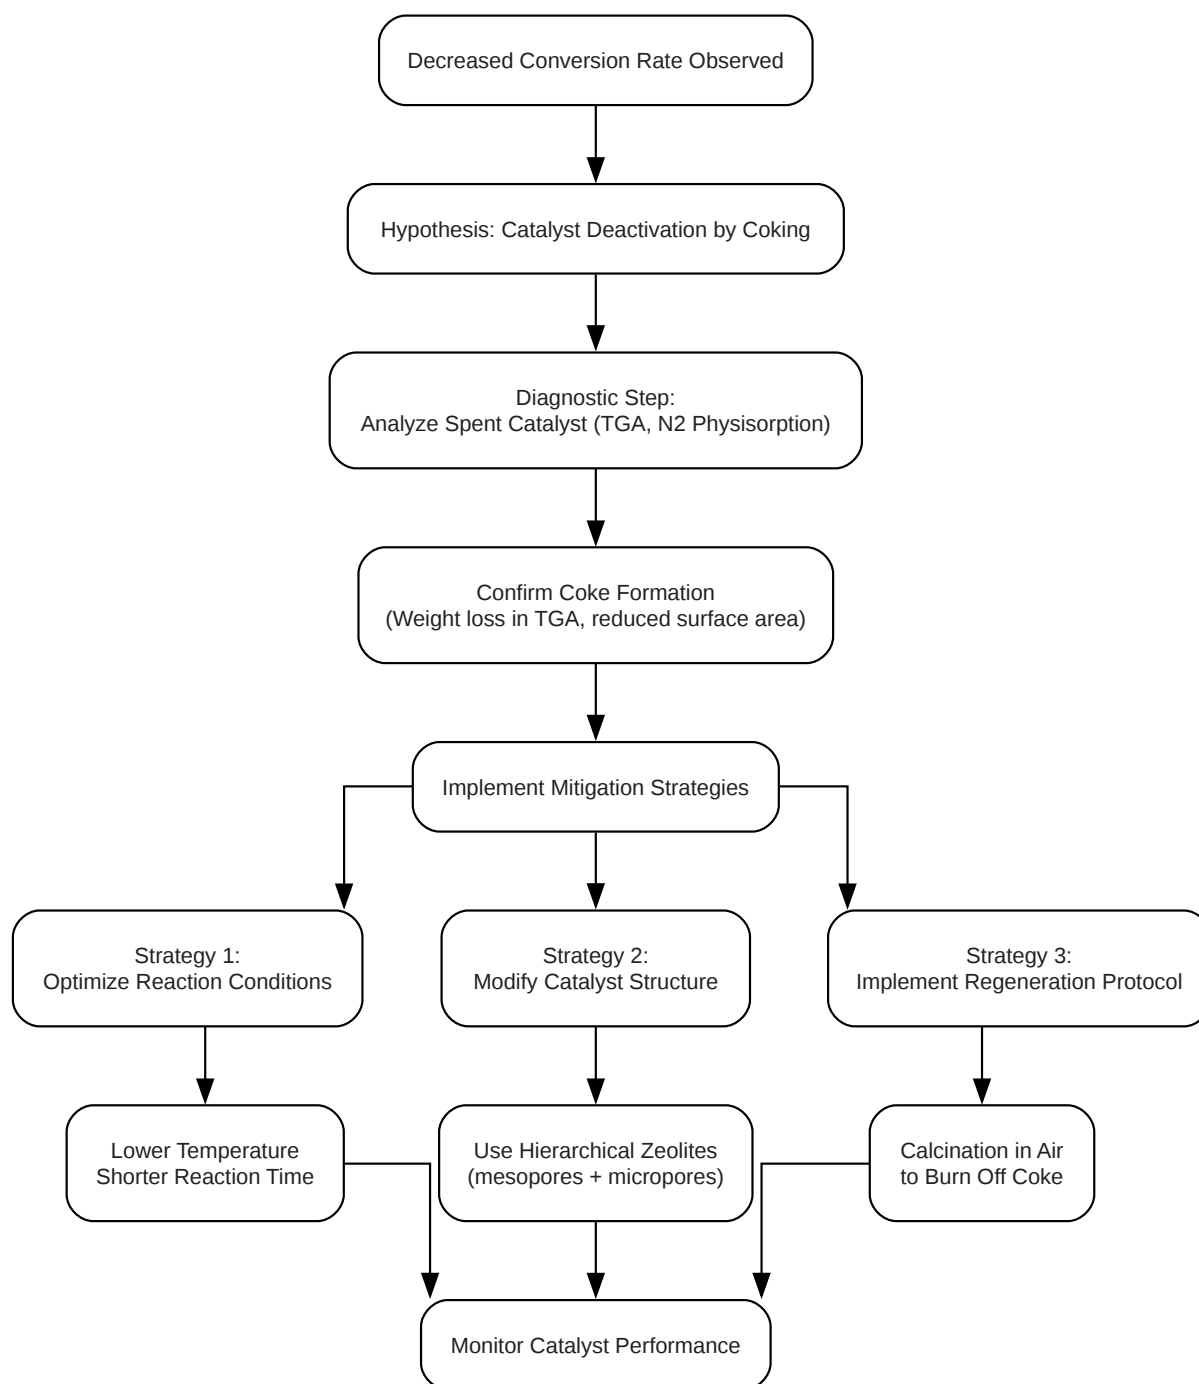 Decreased Conversion Rate Observed
Hypothesis: Catalyst Deactivation by Coking
Diagnostic Step:
Analyze Spent Catalyst (TGA, N2 Physisorption)
Confirm Coke Formation
(Weight loss in TGA, reduced surface area)
Implement Mitigation Strategies
Strategy 1:
Optimize Reaction Conditions
Strategy 2:
Modify Catalyst Structure
Strategy 3:
Implement Regeneration Protocol
Lower Temperature
Shorter Reaction Time
Use Hierarchical Zeolites
(mesopores + micropores)
Calcination in Air
to Burn Off Coke
Monitor Catalyst Performance